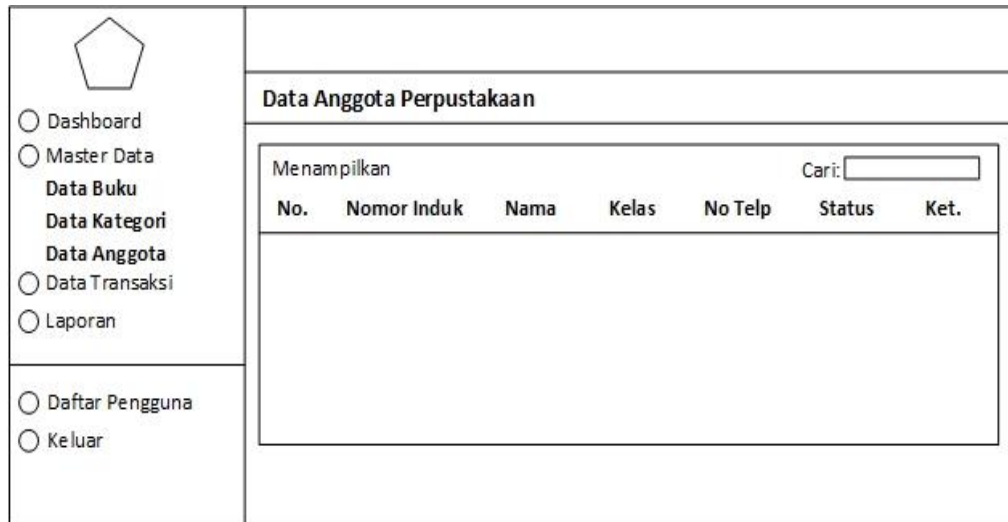 Dashboard
Master Data
Data Buku
Data Kategori
Data Anggota
Data Transaksi
Laporan
Daftar Pengguna
Keluar
Data Anggota Perpustakaan
Menampilkan Cari:
No. Nomor Induk Nama Kelas No Telp Status Ket.